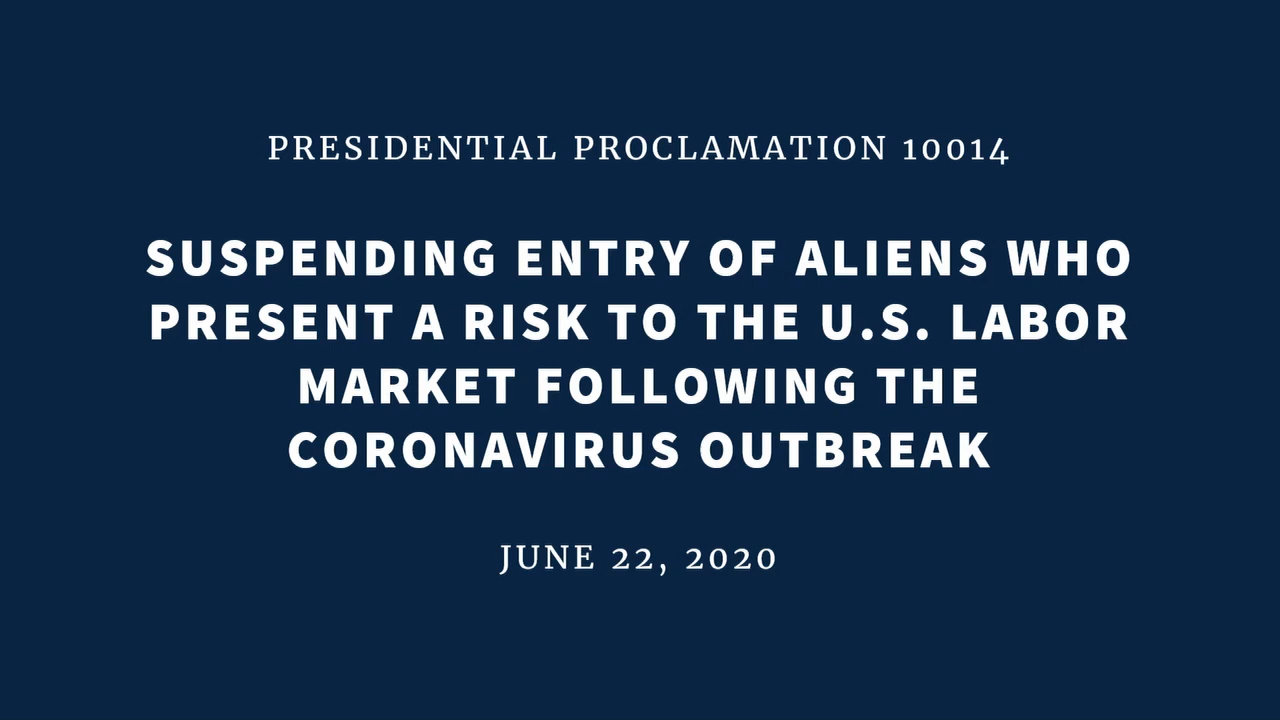 PRESIDENTIAL PROCLAMATION 10014
SUSPENDING ENTRY OF ALIENS WHO
PRESENT A RISK TO THE U.S. LABOR
MARKET FOLLOWING THE
CORONAVIRUS OUTBREAK
JUNE 22, 2020